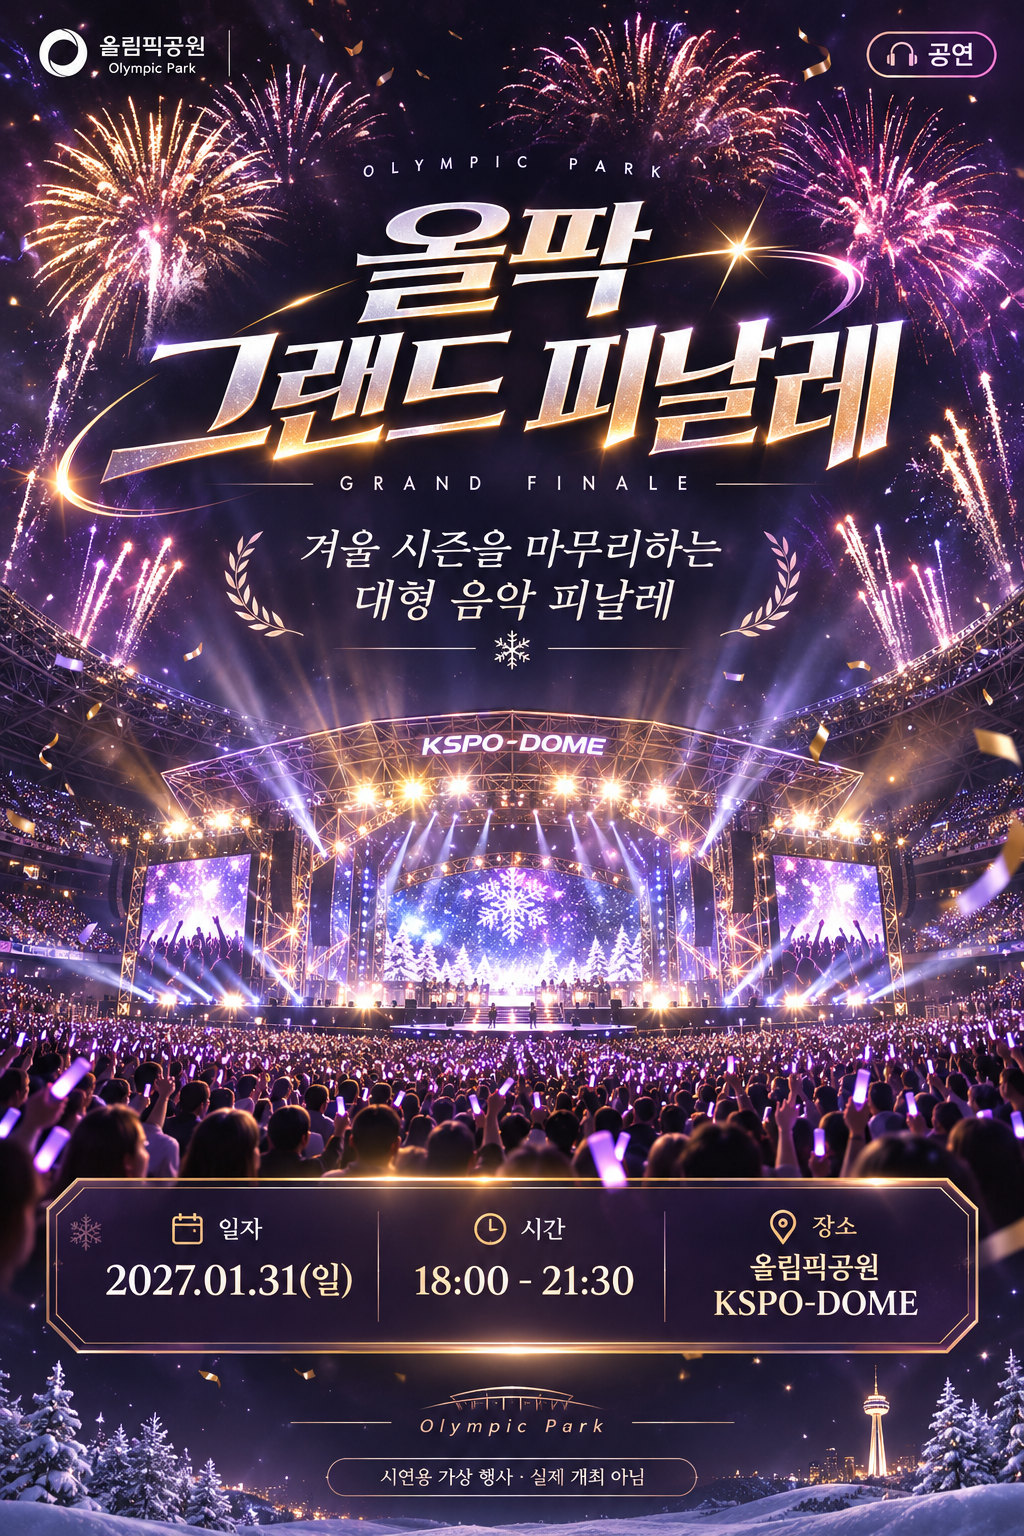 올림픽공원
Olympic Park
공연
OLYMPIC PARK
올팍
그랜드 피날레
GRAND FINALE
겨울 시즌을 마무리하는
대형 음악 피날레
KSPO-DOME
일자
2027.01.31(일)
시간
18:00 - 21:30
장소
올림픽공원
KSPO-DOME
Olympic Park
시연용 가상 행사 · 실제 개최 아님